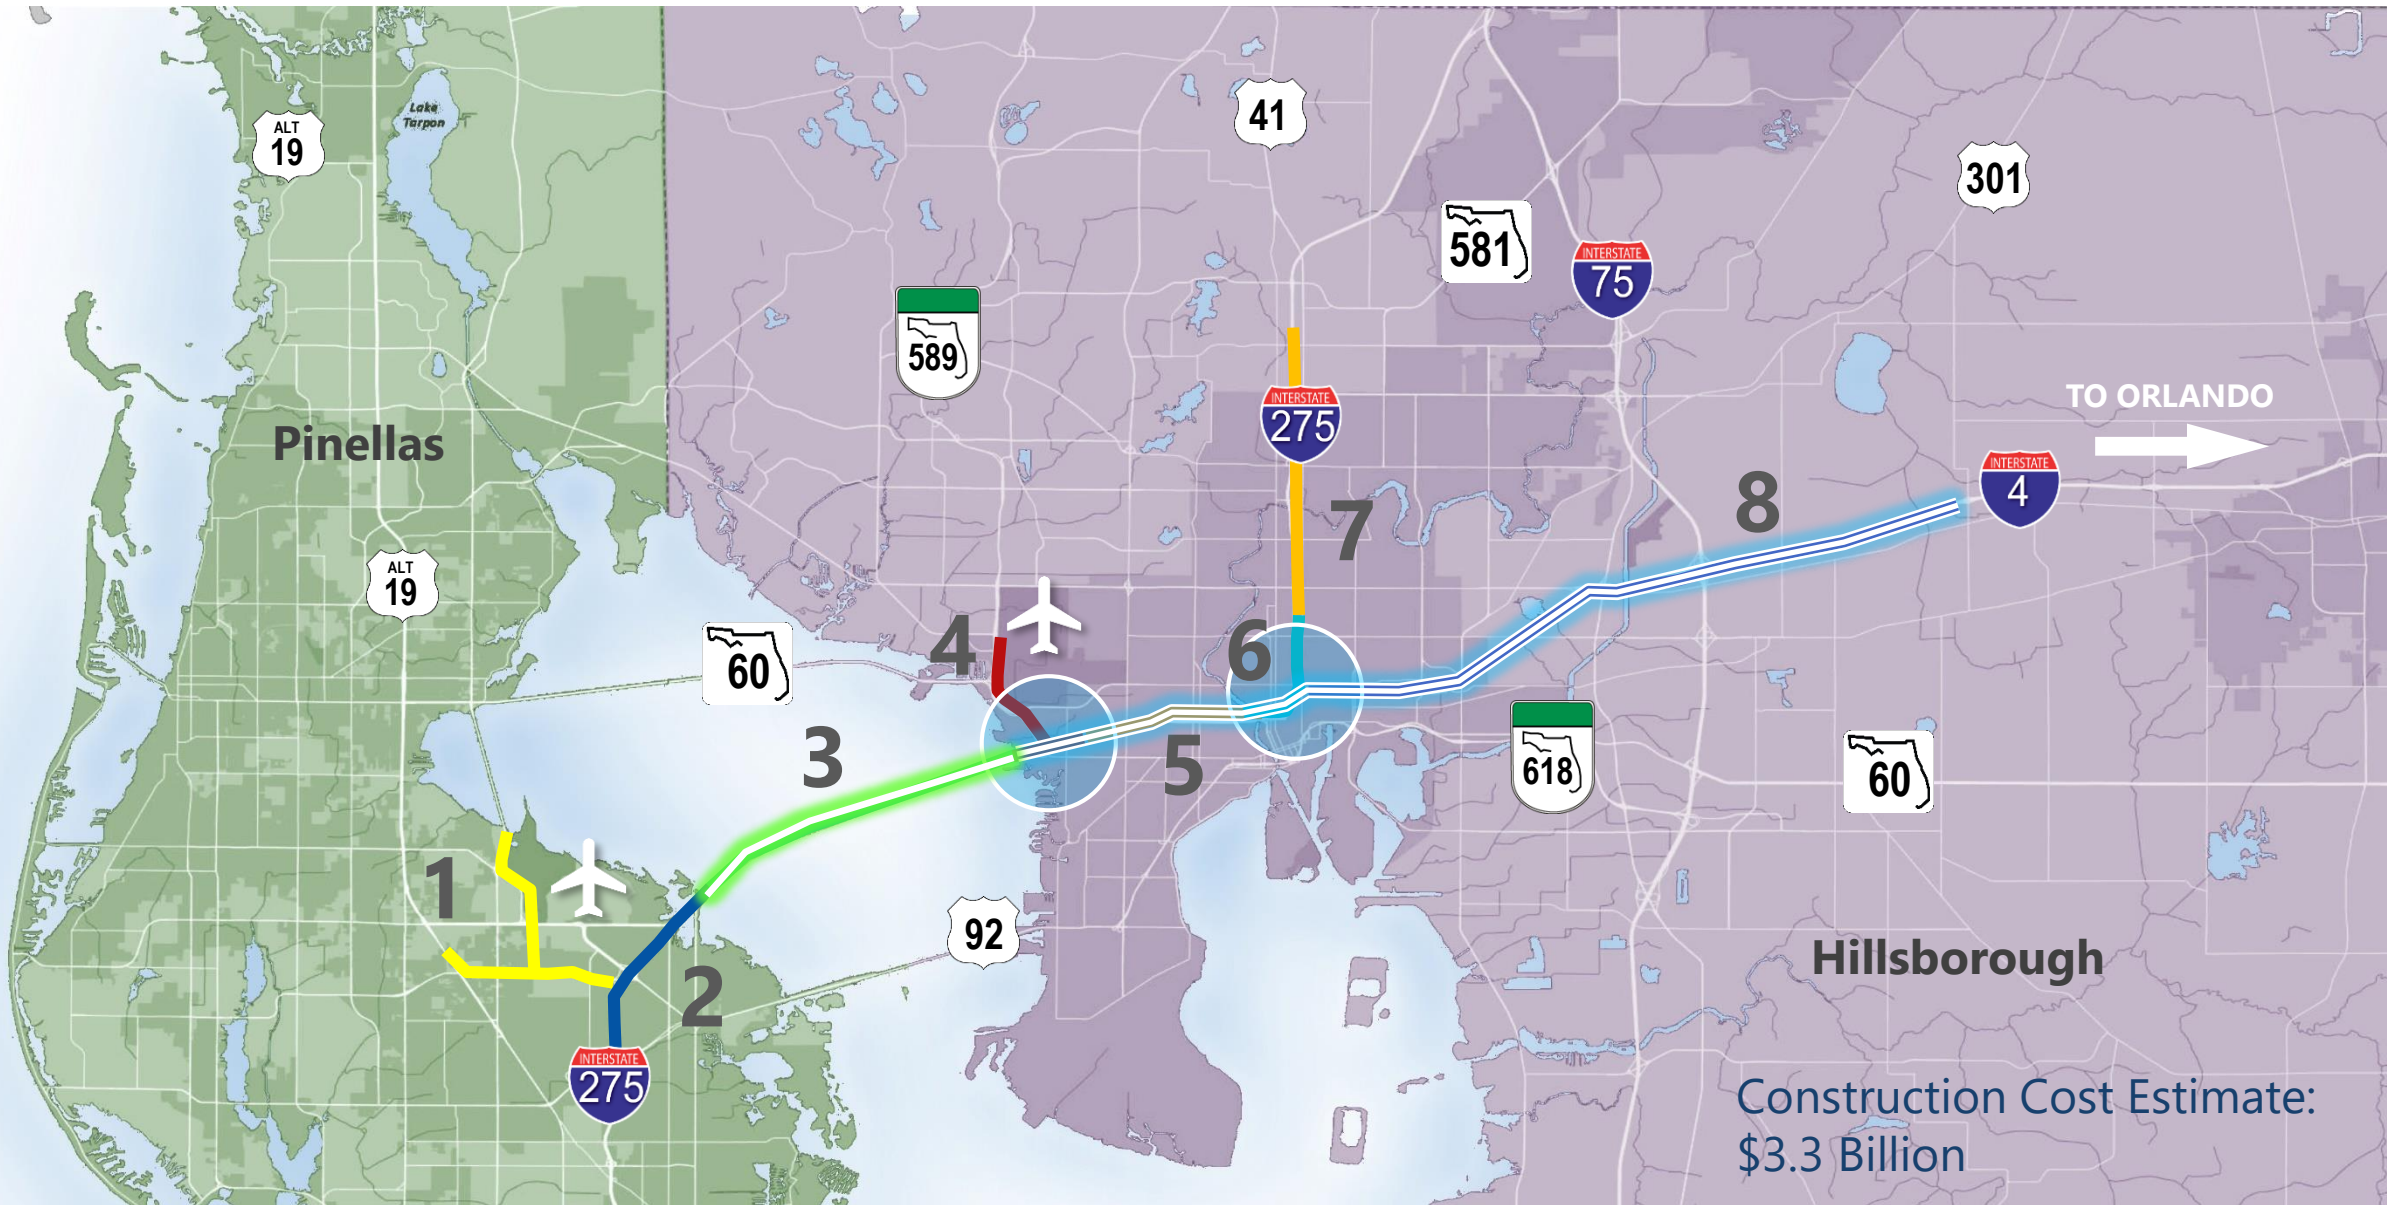 Lake
Tarpon
ALT
19
41
301
581
INTERSTATE
75
589
TO ORLANDO
INTERSTATE
275
Pinellas
INTERSTATE
4
8
7
ALT
19
4
6
60
3
5
618
60
1
92
2
Hillsborough
INTERSTATE
275
Construction Cost Estimate:
$3.3 Billion